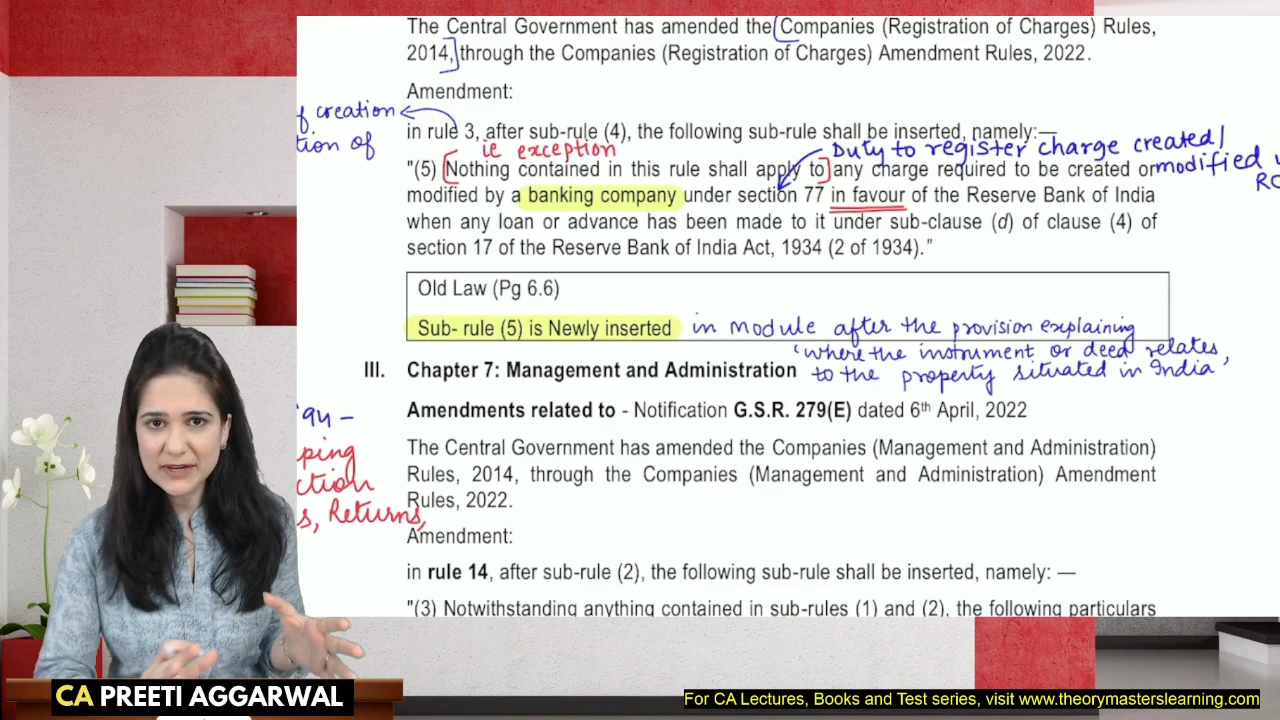 The Central Government has amended the Companies (Registration of Charges) Rules,
2014, through the Companies (Registration of Charges) Amendment Rules, 2022.
Amendment:
creation
in rule 3, after sub-rule (4), the following sub-rule shall be inserted, namely:—
tion of
ie exception
Duty to register charge created/
modified
"(5) Nothing contained in this rule shall apply to any charge required to be created or
modified by a banking company under section 77 in favour of the Reserve Bank of India
when any loan or advance has been made to it under sub-clause (d) of clause (4) of
section 17 of the Reserve Bank of India Act, 1934 (2 of 1934)."
Old Law (Pg 6.6)
Sub- rule (5) is Newly inserted
in module after the provision explaining
'where the instrument or deed relates
to the property situated in India'
III. Chapter 7: Management and Administration
Amendments related to - Notification G.S.R. 279(E) dated 6th April, 2022
'94 –
ping
ction
s, Returns,
The Central Government has amended the Companies (Management and Administration)
Rules, 2014, through the Companies (Management and Administration) Amendment
Rules, 2022.
Amendment:
in rule 14, after sub-rule (2), the following sub-rule shall be inserted, namely: —
"(3) Notwithstanding anything contained in sub-rules (1) and (2), the following particulars
CA PREETI AGGARWAL
For CA Lectures, Books and Test series, visit www.theorymasterslearning.com